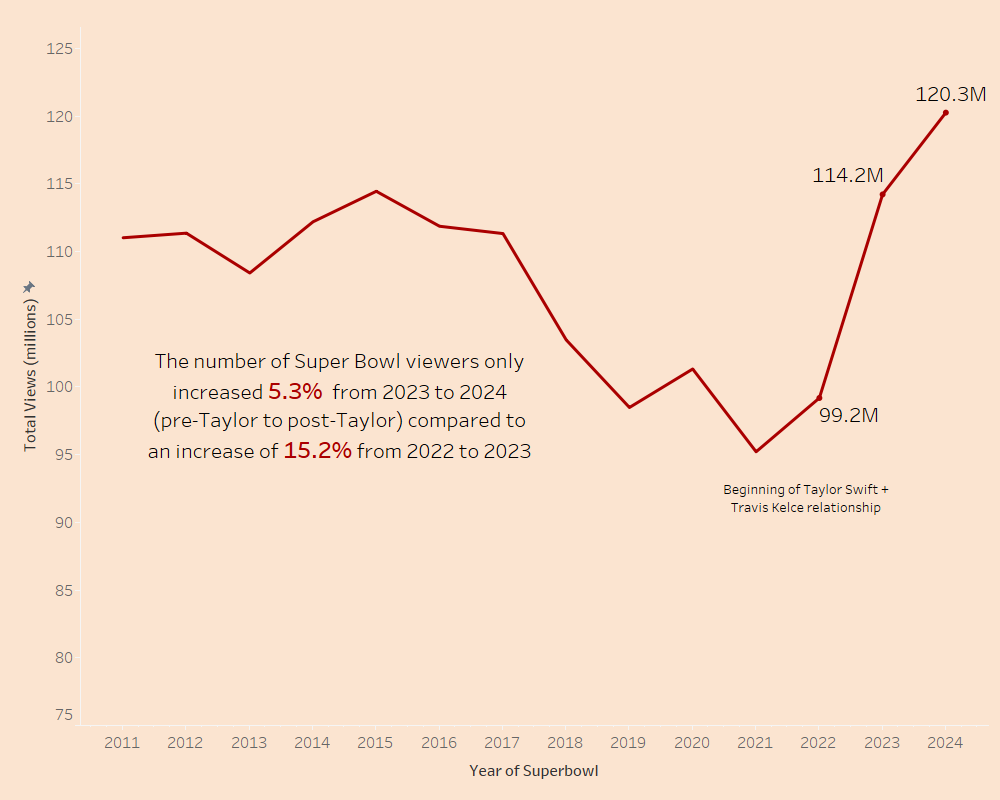 125
120
115
110
105
100
95
90
85
80
75
Total Views (millions)
120.3M
114.2M
99.2M
The number of Super Bowl viewers only
increased 5.3% from 2023 to 2024
(pre-Taylor to post-Taylor) compared to
an increase of 15.2% from 2022 to 2023
Beginning of Taylor Swift +
Travis Kelce relationship
2011 2012 2013 2014 2015 2016 2017 2018 2019 2020 2021 2022 2023 2024
Year of Superbowl